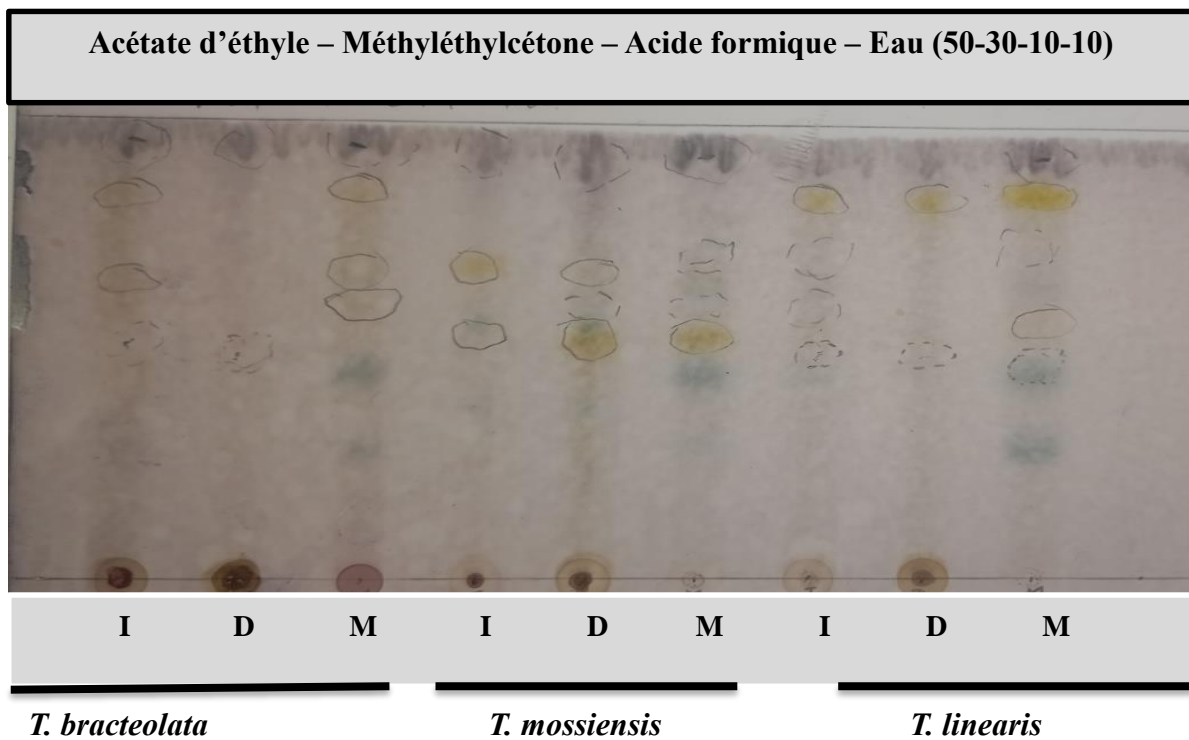 Acétate d'éthyle – Méthyléthylcétone – Acide formique – Eau (50-30-10-10)
I D M I D M I D M
T. bracteolata T. mossiensis T. linearis